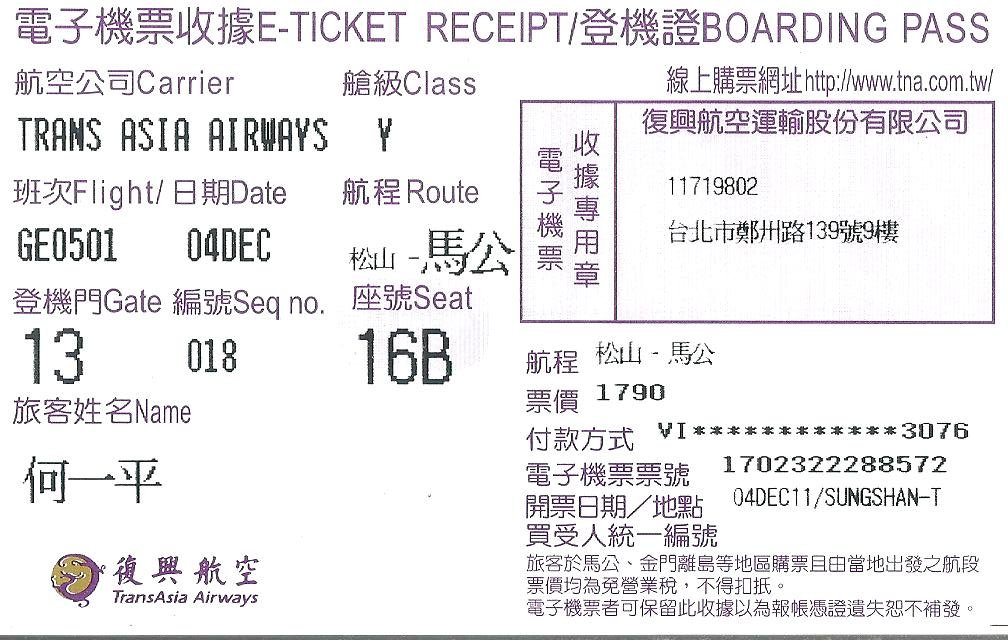 電子機票收據E-TICKET RECEIPT/登機證BOARDING PASS
航空公司Carrier 艙級Class
TRANS ASIA AIRWAYS Y
班次Flight/日期Date 航程Route
GE0501 04DEC 松山 - 馬公
登機門Gate 編號Seq no. 座號Seat
13 018 16B
旅客姓名Name
何一平
復興航空
TransAsia Airways
線上購票網址http://www.tna.com.tw/
電子機票
收據專用章
復興航空運輸股份有限公司
11719802
台北市鄭州路139號9樓
航程 松山 - 馬公
票價 1790
付款方式 VI************3076
電子機票票號 1702322288572
開票日期／地點 04DEC11/SUNGSHAN-T
買受人統一編號
旅客於馬公、金門離島等地區購票且由當地出發之航段
票價均為免營業稅，不得扣抵。
電子機票者可保留此收據以為報帳憑證遺失恕不補發。